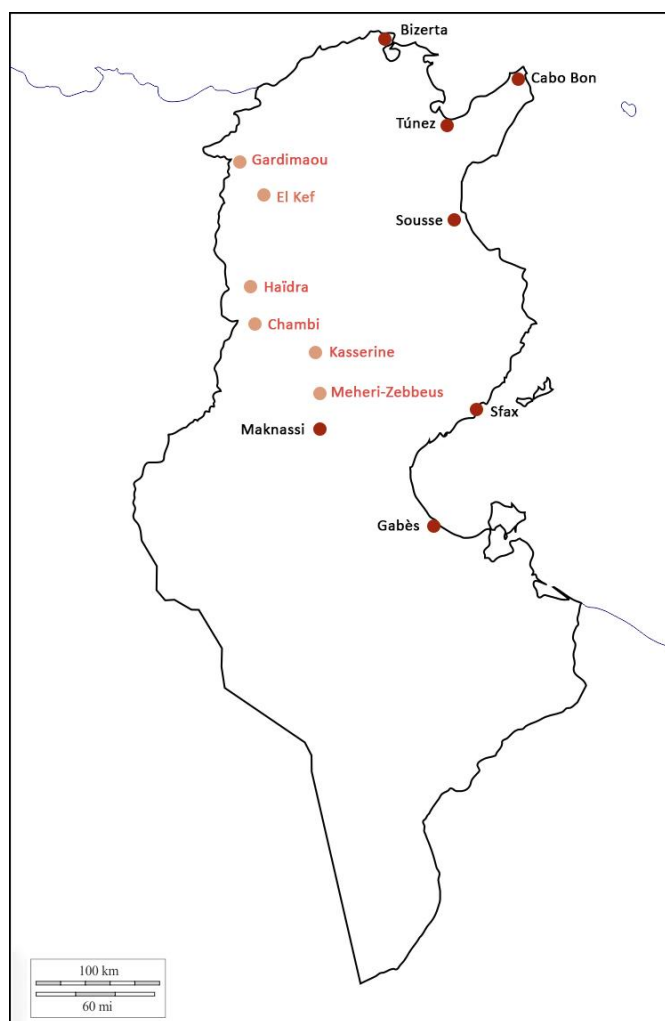 Bizerta
Cabo Bon
Túnez
Gardimaou
El Kef
Sousse
Haïdra
Chambi
Kasserine
Meheri-Zebbeus
Sfax
Maknassi
Gabès
100 km
60 mi